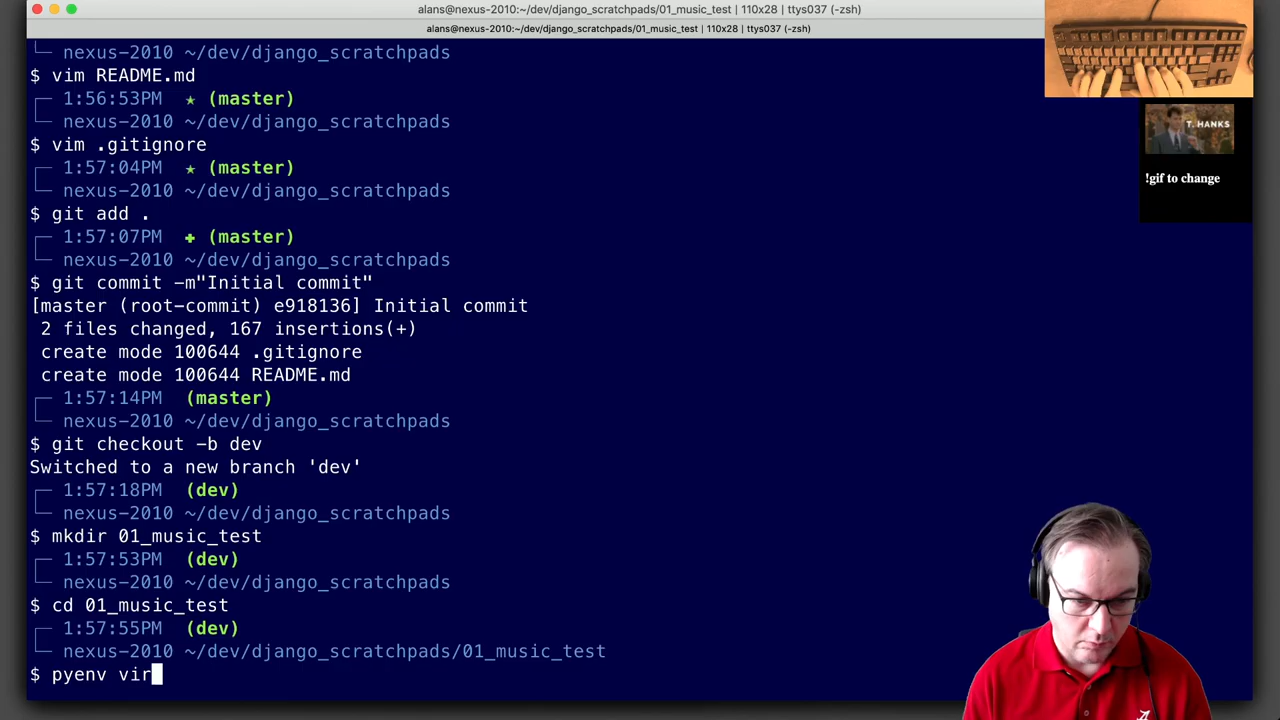 alans@nexus-2010:~/dev/django_scratchpads/01_music_test | 110x28 | ttys037 (-zsh)
alans@nexus-2010:~/dev/django_scratchpads/01_music_test | 110x28 | ttys037 (-zsh)
nexus-2010 ~/dev/django_scratchpads
$ vim README.md
1:56:53PM ★ (master)
nexus-2010 ~/dev/django_scratchpads
$ vim .gitignore
1:57:04PM ★ (master)
nexus-2010 ~/dev/django_scratchpads
$ git add .
1:57:07PM ✚ (master)
nexus-2010 ~/dev/django_scratchpads
$ git commit -m"Initial commit"
[master (root-commit) e918136] Initial commit
2 files changed, 167 insertions(+)
create mode 100644 .gitignore
create mode 100644 README.md
1:57:14PM (master)
nexus-2010 ~/dev/django_scratchpads
$ git checkout -b dev
Switched to a new branch 'dev'
1:57:18PM (dev)
nexus-2010 ~/dev/django_scratchpads
$ mkdir 01_music_test
1:57:53PM (dev)
nexus-2010 ~/dev/django_scratchpads
$ cd 01_music_test
1:57:55PM (dev)
nexus-2010 ~/dev/django_scratchpads/01_music_test
$ pyenv vir
T. HANKS
!gif to change